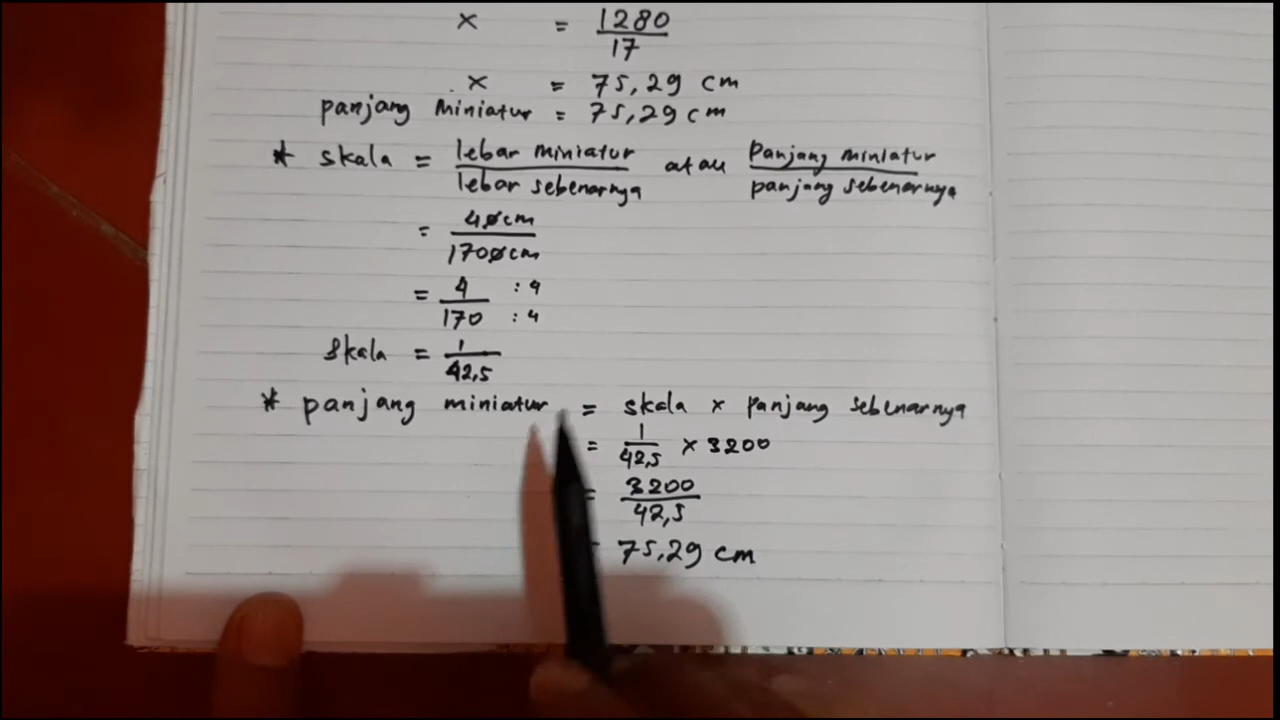 x = 1280/17
x = 75,29 cm
panjang miniatur = 75,29 cm
* skala = lebar miniatur/lebar sebenarnya atau panjang miniatur/panjang sebenarnya
= 40cm/1700cm
= 4/170 :4 :4
skala = 1/42,5
* panjang miniatur = skala x panjang sebenarnya
= 1/42,5 x 3200
= 3200/42,5
= 75,29 cm